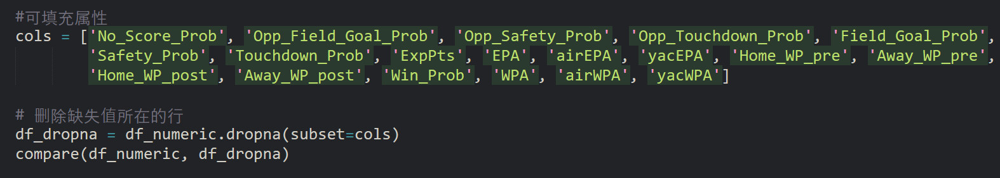 #可填充属性
cols = ['No_Score_Prob', 'Opp_Field_Goal_Prob', 'Opp_Safety_Prob', 'Opp_Touchdown_Prob', 'Field_Goal_Prob',
'Safety_Prob', 'Touchdown_Prob', 'ExpPts', 'EPA', 'airEPA', 'yacEPA', 'Home_WP_pre', 'Away_WP_pre',
'Home_WP_post', 'Away_WP_post', 'Win_Prob', 'WPA', 'airWPA', 'yacWPA']
# 删除缺失值所在的行
df_dropna = df_numeric.dropna(subset=cols)
compare(df_numeric, df_dropna)